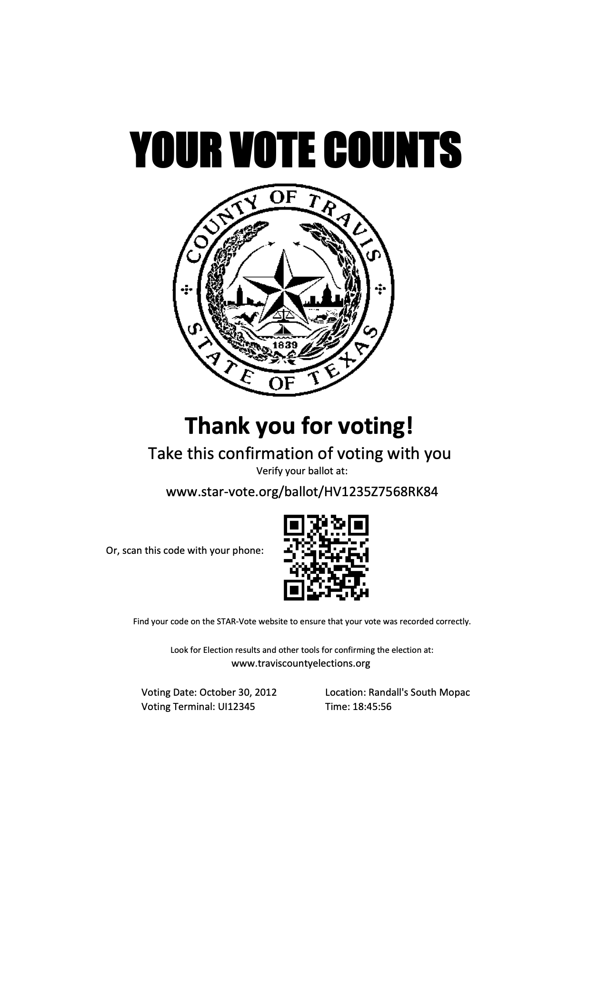 YOUR VOTE COUNTS
COUNTY OF TRAVIS
1839
STATE OF TEXAS
Thank you for voting!
Take this confirmation of voting with you
Verify your ballot at:
www.star-vote.org/ballot/HV1235Z7568RK84
Or, scan this code with your phone:
Find your code on the STAR-Vote website to ensure that your vote was recorded correctly.
Look for Election results and other tools for confirming the election at:
www.traviscountyelections.org
Voting Date: October 30, 2012 Location: Randall's South Mopac
Voting Terminal: UI12345 Time: 18:45:56